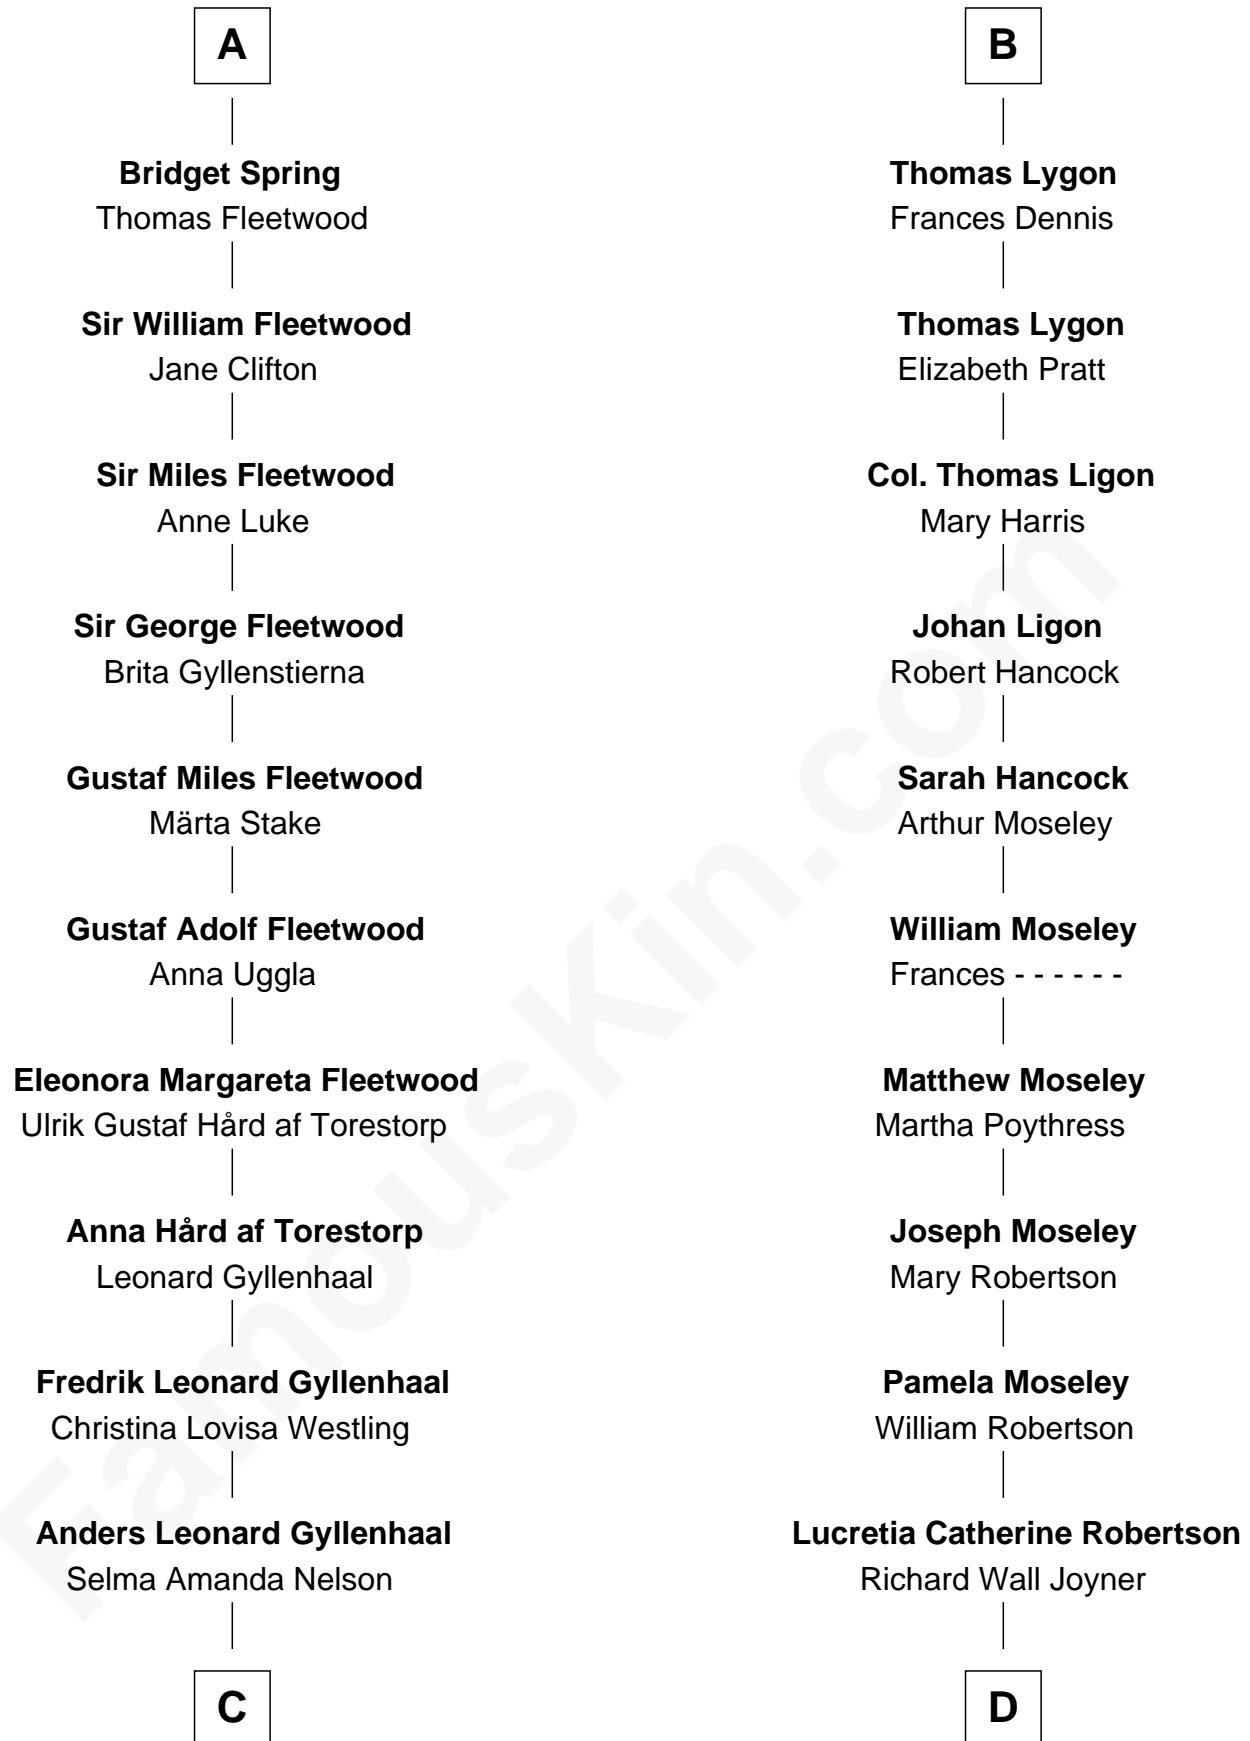 A
Bridget Spring
Thomas Fleetwood
Sir William Fleetwood
Jane Clifton
Sir Miles Fleetwood
Anne Luke
Sir George Fleetwood
Brita Gyllenstierna
Gustaf Miles Fleetwood
Märta Stake
Gustaf Adolf Fleetwood
Anna Uggla
Eleonora Margareta Fleetwood
Ulrik Gustaf Hård af Torestorp
Anna Hård af Torestorp
Leonard Gyllenhaal
Fredrik Leonard Gyllenhaal
Christina Lovisa Westling
Anders Leonard Gyllenhaal
Selma Amanda Nelson
C
B
Thomas Lygon
Frances Dennis
Thomas Lygon
Elizabeth Pratt
Col. Thomas Ligon
Mary Harris
Johan Ligon
Robert Hancock
Sarah Hancock
Arthur Moseley
William Moseley
Frances - - - - - -
Matthew Moseley
Martha Poythress
Joseph Moseley
Mary Robertson
Pamela Moseley
William Robertson
Lucretia Catherine Robertson
Richard Wall Joyner
D
FamousKin.com